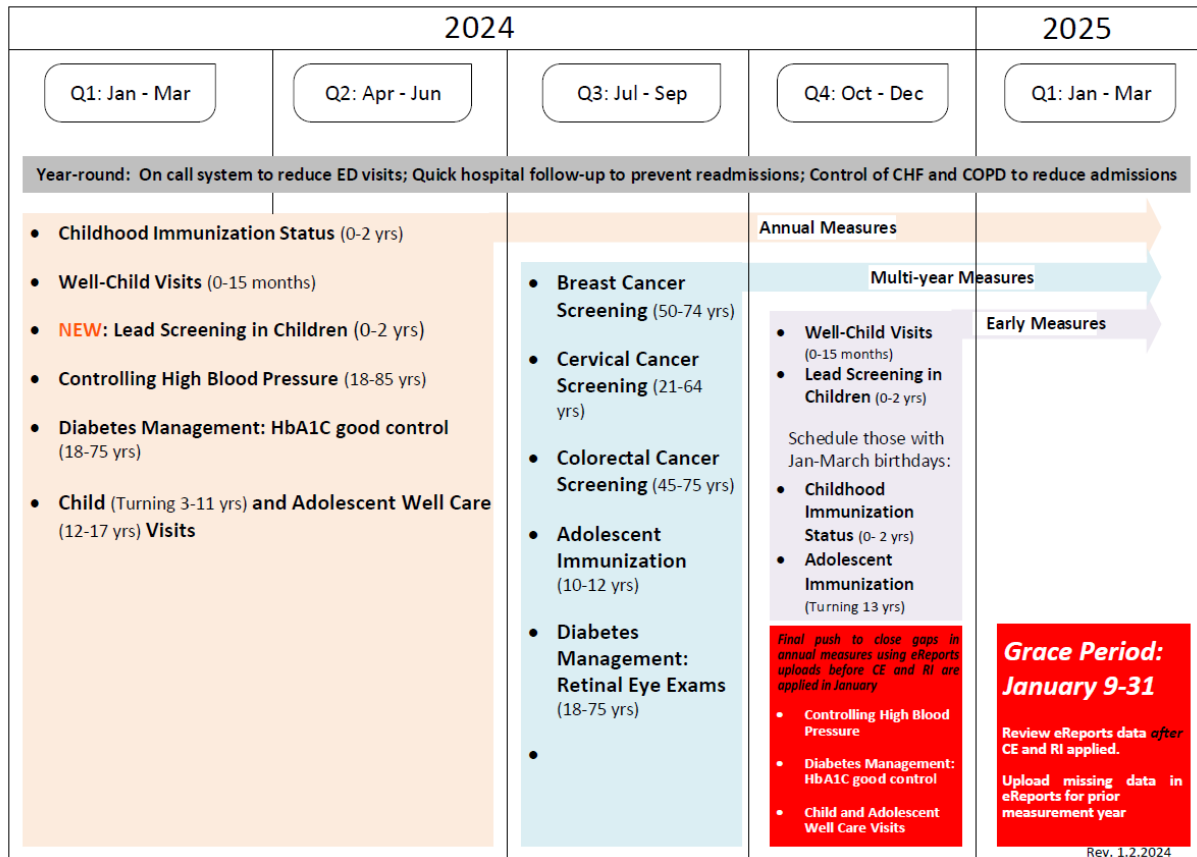 2024
2025
Q1: Jan - Mar
Q2: Apr - Jun
Q3: Jul - Sep
Q4: Oct - Dec
Q1: Jan - Mar
Year-round: On call system to reduce ED visits; Quick hospital follow-up to prevent readmissions; Control of CHF and COPD to reduce admissions
Annual Measures
• Childhood Immunization Status (0-2 yrs)
• Well-Child Visits (0-15 months)
• NEW: Lead Screening in Children (0-2 yrs)
• Controlling High Blood Pressure (18-85 yrs)
• Diabetes Management: HbA1C good control
(18-75 yrs)
• Child (Turning 3-11 yrs) and Adolescent Well Care
(12-17 yrs) Visits
Multi-year Measures
• Breast Cancer
Screening (50-74 yrs)
• Cervical Cancer
Screening (21-64
yrs)
• Colorectal Cancer
Screening (45-75 yrs)
• Adolescent
Immunization
(10-12 yrs)
• Diabetes
Management:
Retinal Eye Exams
(18-75 yrs)
•
Early Measures
• Well-Child Visits
(0-15 months)
• Lead Screening in
Children (0-2 yrs)
Schedule those with
Jan-March birthdays:
• Childhood
Immunization
Status (0- 2 yrs)
• Adolescent
Immunization
(Turning 13 yrs)
Final push to close gaps in
annual measures using eReports
uploads before CE and RI are
applied in January
• Controlling High Blood
Pressure
• Diabetes Management:
HbA1C good control
• Child and Adolescent
Well Care Visits
Grace Period:
January 9-31
Review eReports data after
CE and RI applied.
Upload missing data in
eReports for prior
measurement year
Rev. 1.2.2024